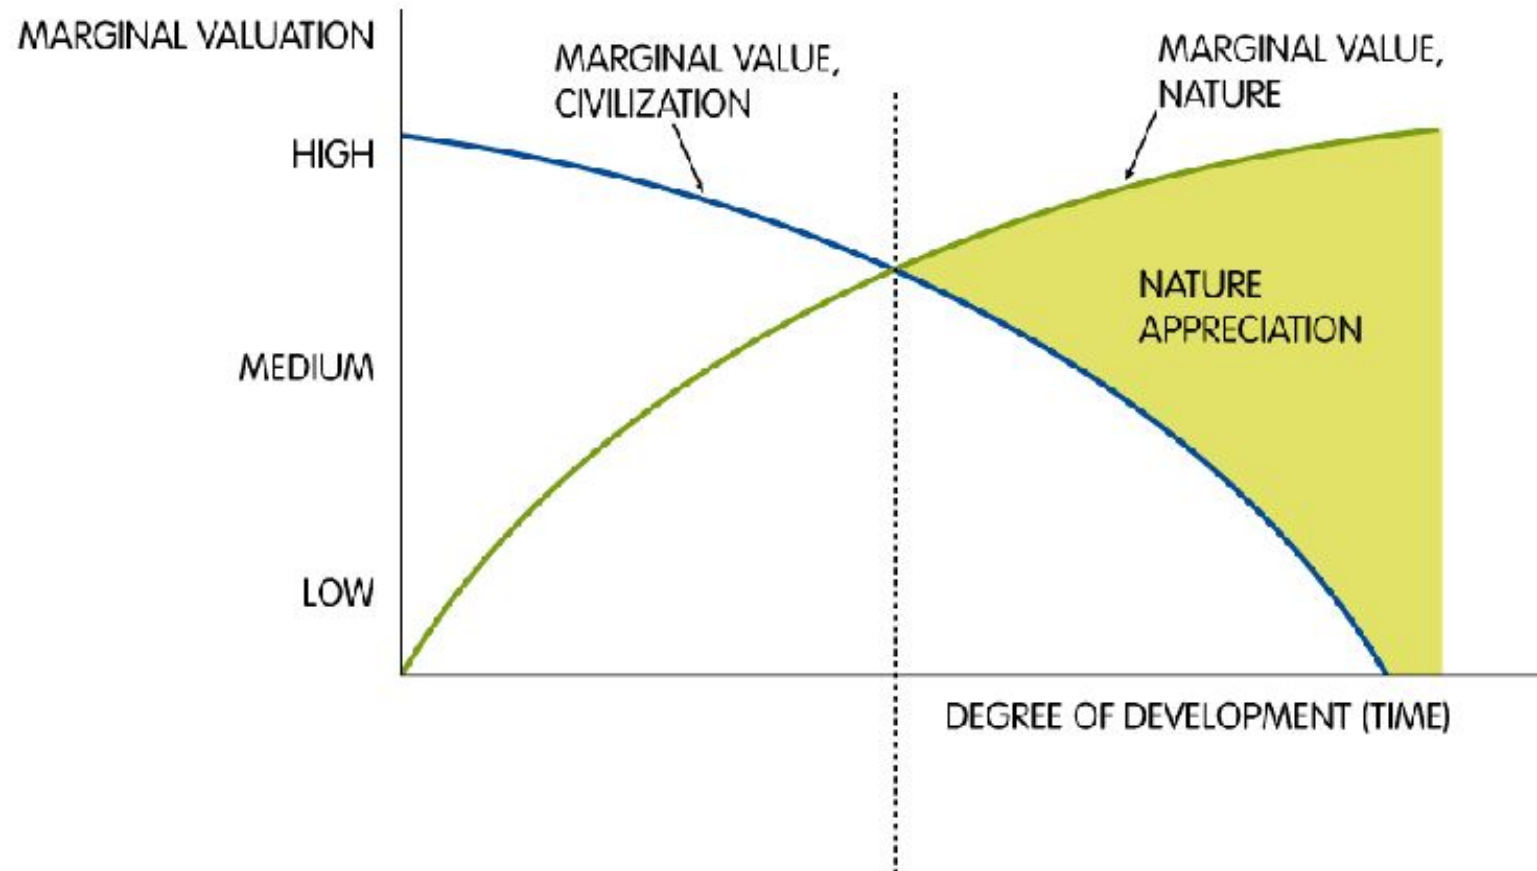 MARGINAL VALUATION
MARGINAL VALUE,
CIVILIZATION
MARGINAL VALUE,
NATURE
HIGH
NATURE
APPRECIATION
MEDIUM
LOW
DEGREE OF DEVELOPMENT (TIME)